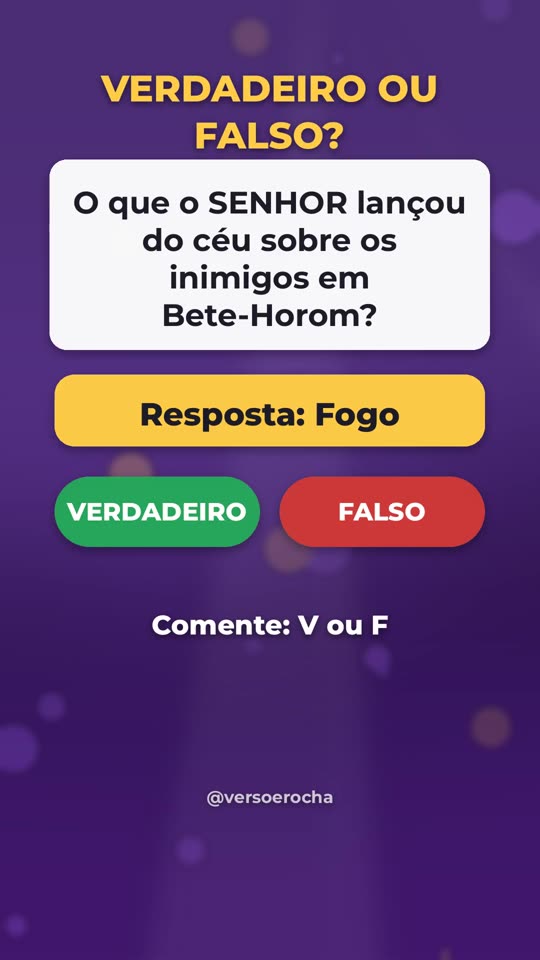 VERDADEIRO OU
FALSO?
O que o SENHOR lançou
do céu sobre os
inimigos em
Bete-Horom?
Resposta: Fogo
VERDADEIRO
FALSO
Comente: V ou F
@versoerocha